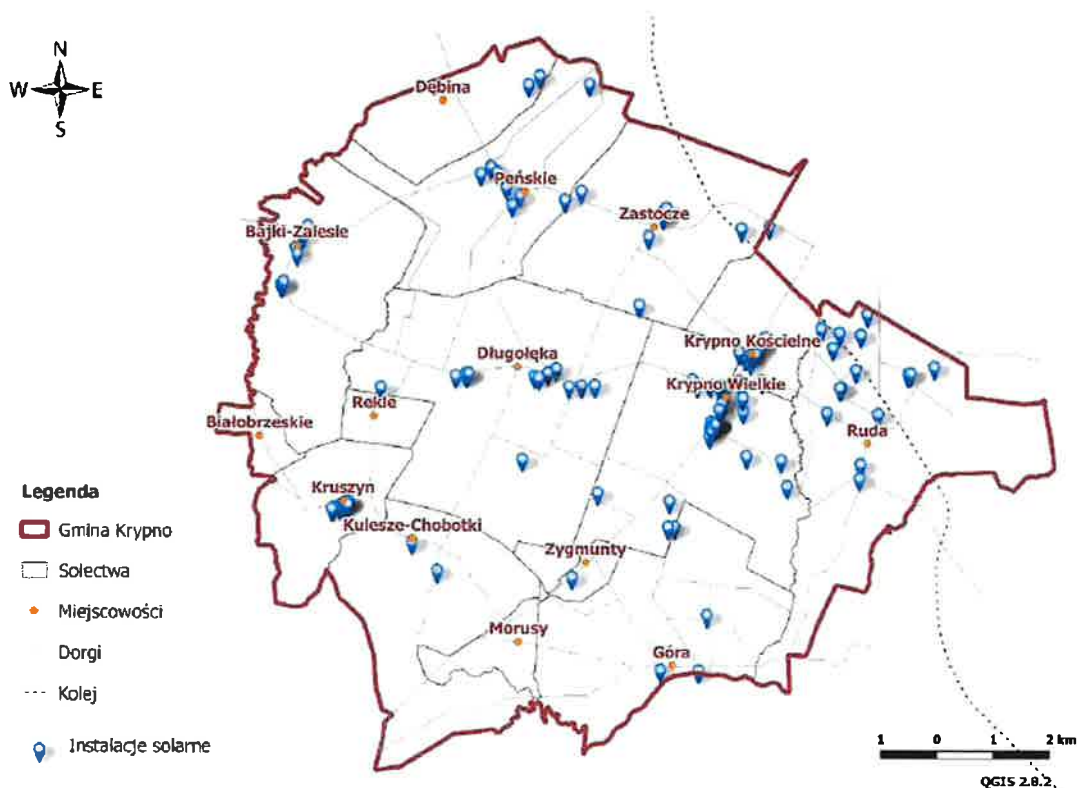 N
W E
S
Dębina
Peńskie
Zastocze
Bajki-Zalesie
Krypno Kościelne
Długołęka
Krypno Wielkie
Rekle
Białobrzeskie
Ruda
Kruszyn
Kulesze-Chobotki
Zygmunty
Morusy
Góra
Legenda
Gmina Krypno
Sołectwa
Miejscowości
Dorgi
Kolej
Instalacje solarne
1 0 1 2 km
QGIS 2.8.2